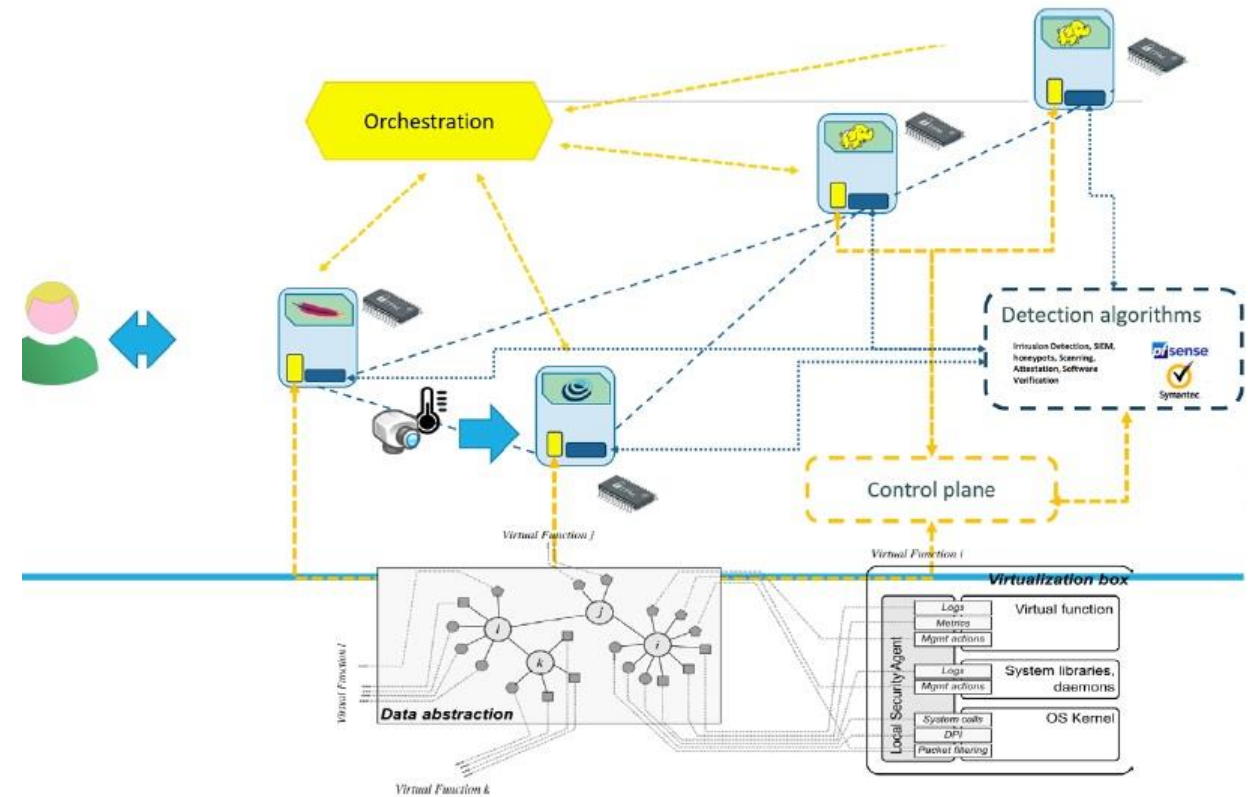 Orchestration
Detection algorithms
Intrusion Detection, SIEM,
honeypots, Scanning,
Attestation, Software
Verification
pfsense
Symantec.
Control plane
Virtual Function j
Virtual Function i
Virtualization box
Local Security Agent
Logs
Metrics
Mgmt actions
Virtual function
Logs
Mgmt actions
System libraries,
daemons
System calls
DPI
Packet filtering
OS Kernel
j
l
i
k
Virtual Function l
Data abstraction
Virtual Function k